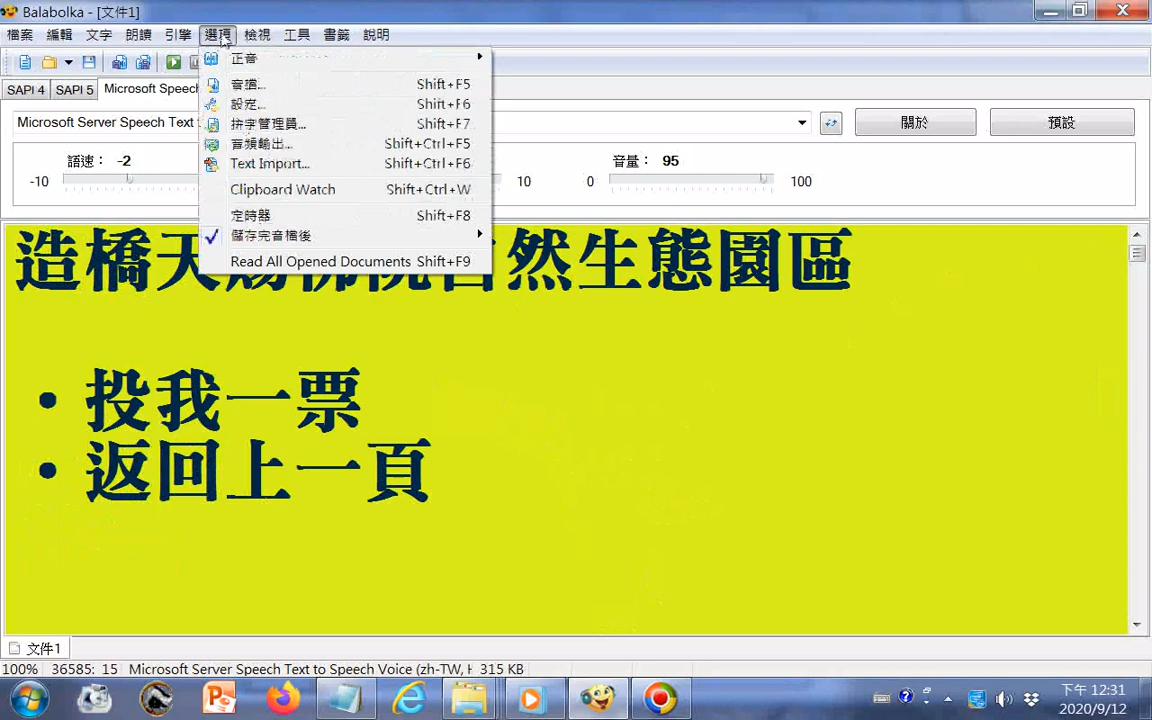 Balabolka - [文件1]
檔案 編輯 文字 朗讀 引擎 選項 檢視 工具 書籤 說明
正音
音檔... Shift+F5
設定... Shift+F6
拼字管理員... Shift+F7
音頻輸出... Shift+Ctrl+F5
Text Import... Shift+Ctrl+F6
Clipboard Watch Shift+Ctrl+W
定時器 Shift+F8
儲存完音檔後
Read All Opened Documents Shift+F9
SAPI 4 SAPI 5 Microsoft Speech
Microsoft Server Speech Text t 關於 預設
語速： -2 音量： 95
-10 10 0 100
造橋天 自然生態園區
• 投我一票
• 返回上一頁
文件1
100% 36585: 15 Microsoft Server Speech Text to Speech Voice (zh-TW, 315 KB
下午 12:31
2020/9/12